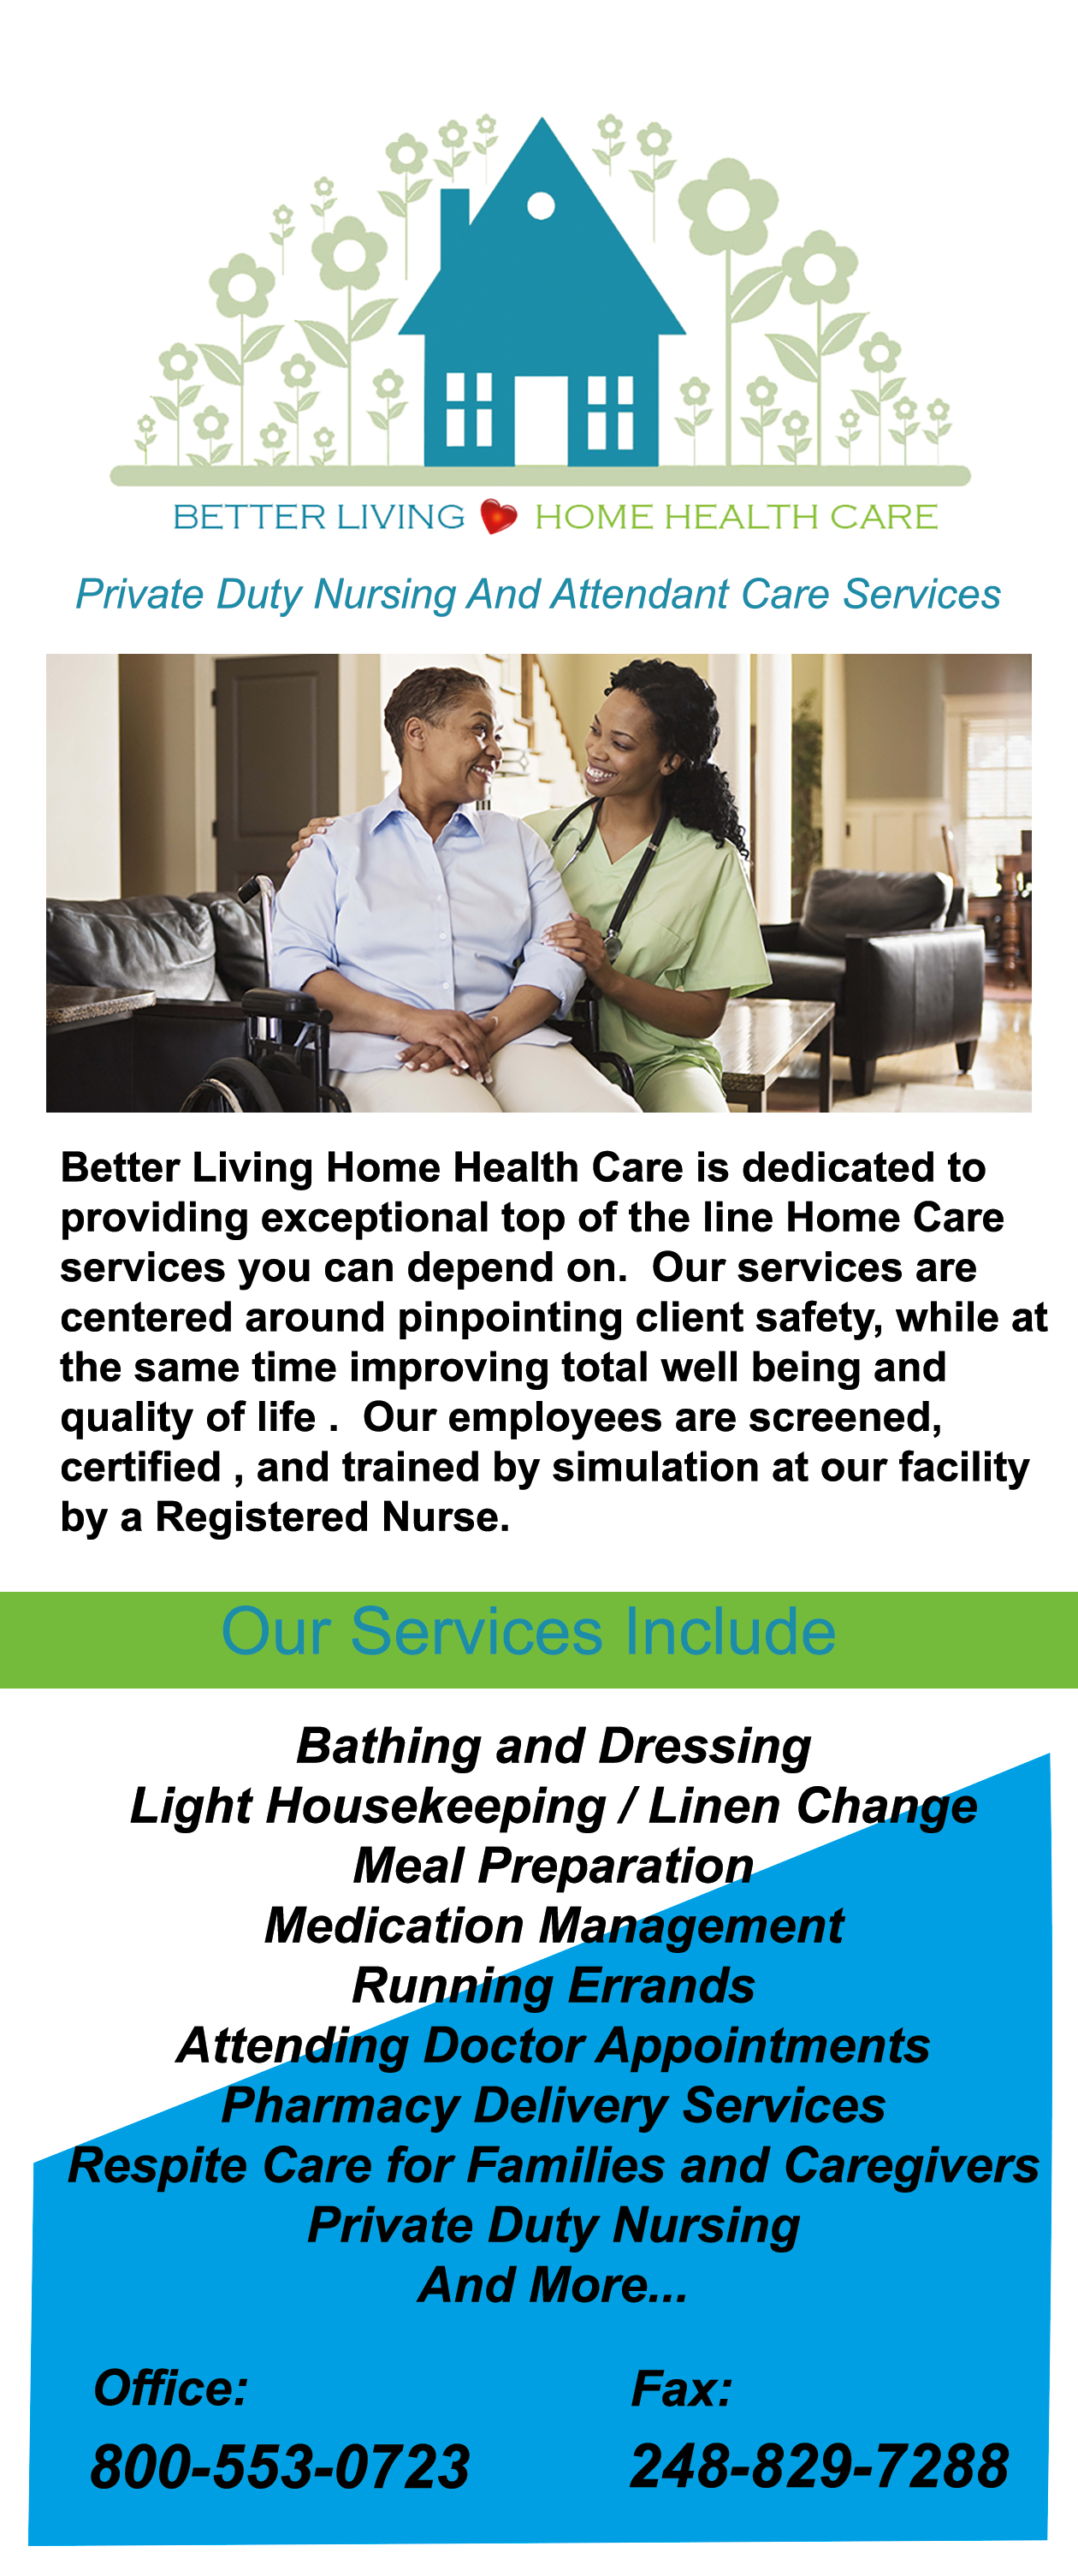 BETTER LIVING HOME HEALTH CARE
Private Duty Nursing And Attendant Care Services
Better Living Home Health Care is dedicated to
providing exceptional top of the line Home Care
services you can depend on.  Our services are
centered around pinpointing client safety, while at
the same time improving total well being and
quality of life .  Our employees are screened,
certified , and trained by simulation at our facility
by a Registered Nurse.
Our Services Include
Bathing and Dressing
Light Housekeeping / Linen Change
Meal Preparation
Medication Management
Running Errands
Attending Doctor Appointments
Pharmacy Delivery Services
Respite Care for Families and Caregivers
Private Duty Nursing
And More...
Office: Fax:
800-553-0723 248-829-7288